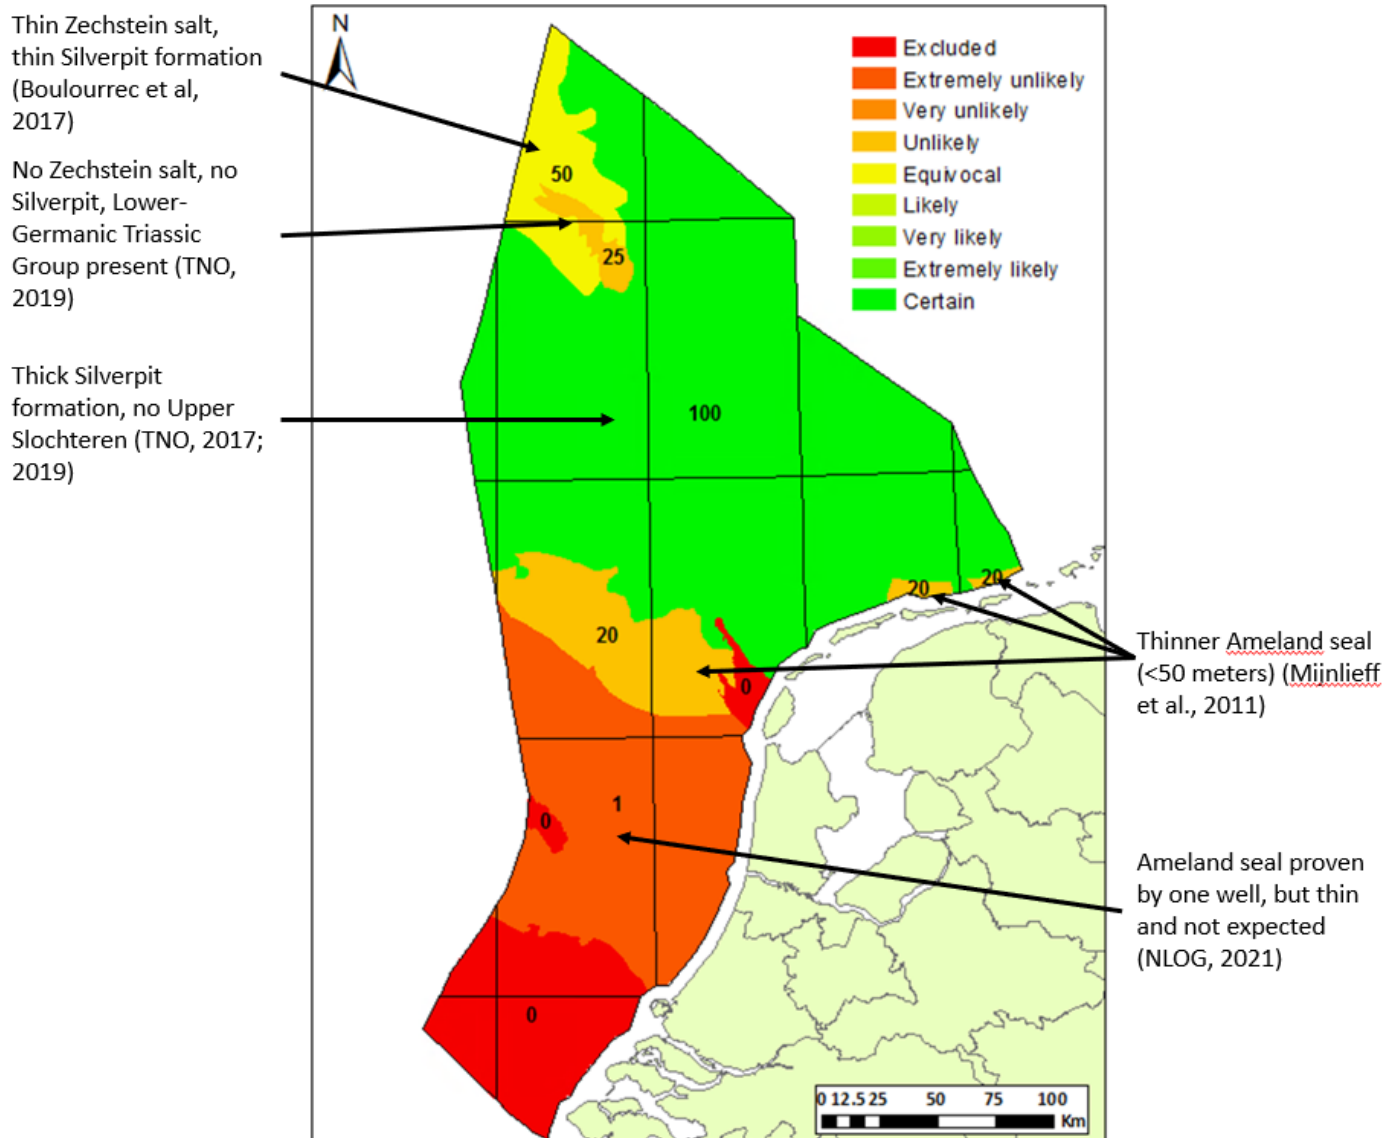 Thin Zechstein salt,
thin Silverpit formation
(Boulourrec et al,
2017)
No Zechstein salt, no
Silverpit, Lower-
Germanic Triassic
Group present (TNO,
2019)
Thick Silverpit
formation, no Upper
Slochteren (TNO, 2017;
2019)
N
Excluded
Extremely unlikely
Very unlikely
Unlikely
Equivocal
Likely
Very likely
Extremely likely
Certain
50
25
100
20
20
20
0
1
0
0
Thinner Ameland seal
(<50 meters) (Mijnlieff
et al., 2011)
Ameland seal proven
by one well, but thin
and not expected
(NLOG, 2021)
0 12.5 25 50 75 100
Km